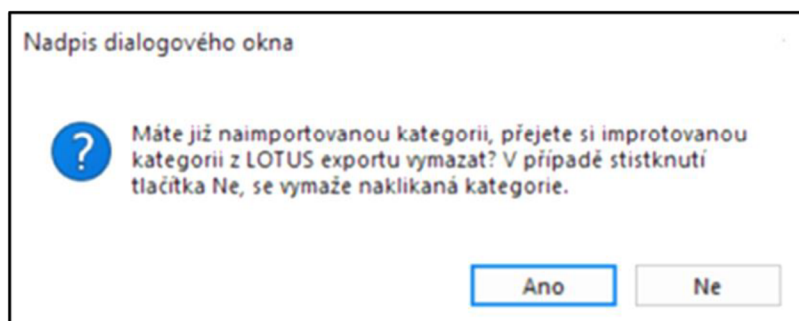 Nadpis dialogového okna
Máte již naimportovanou kategorii, přejete si improtovanou
kategorii z LOTUS exportu vymazat? V případě stistknutí
tlačítka Ne, se vymaže naklikaná kategorie.
Ano
Ne